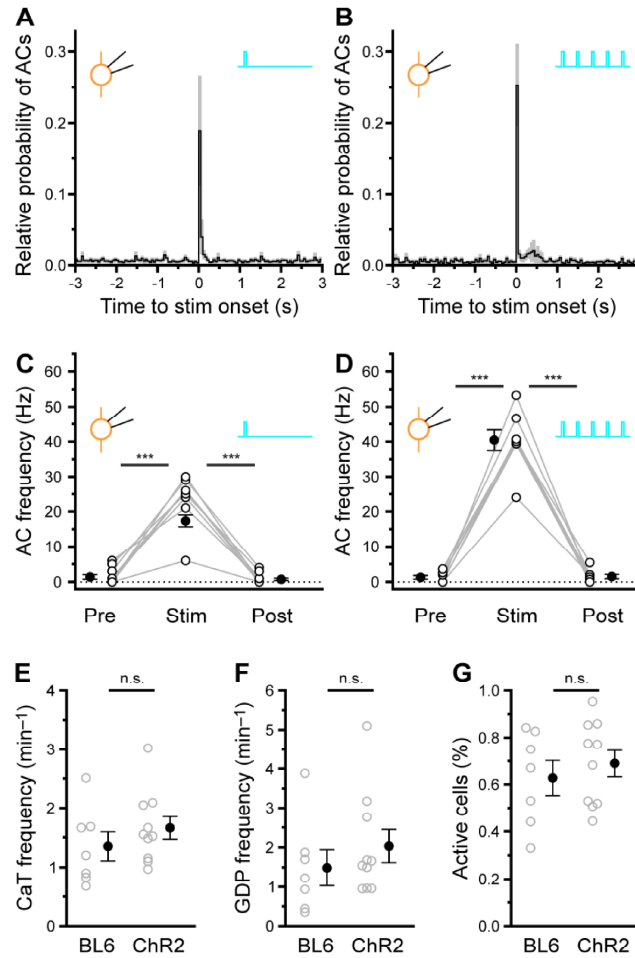 A
Relative probability of ACs
0.3
0.2
0.1
0.0
-3 -2 -1 0 1 2 3
Time to stim onset (s)
B
Relative probability of ACs
0.3
0.2
0.1
0.0
-3 -2 -1 0 1 2
Time to stim onset (s)
C
AC frequency (Hz)
60
50
40
30
20
10
0
***
***
Pre Stim Post
D
AC frequency (Hz)
60
50
40
30
20
10
0
***
***
Pre Stim Post
E
CaT frequency (min–1)
4
3
2
1
0
n.s.
BL6 ChR2
F
GDP frequency (min–1)
6
5
4
3
2
1
0
n.s.
BL6 ChR2
G
Active cells (%)
1.0
0.8
0.6
0.4
0.2
0.0
n.s.
BL6 ChR2